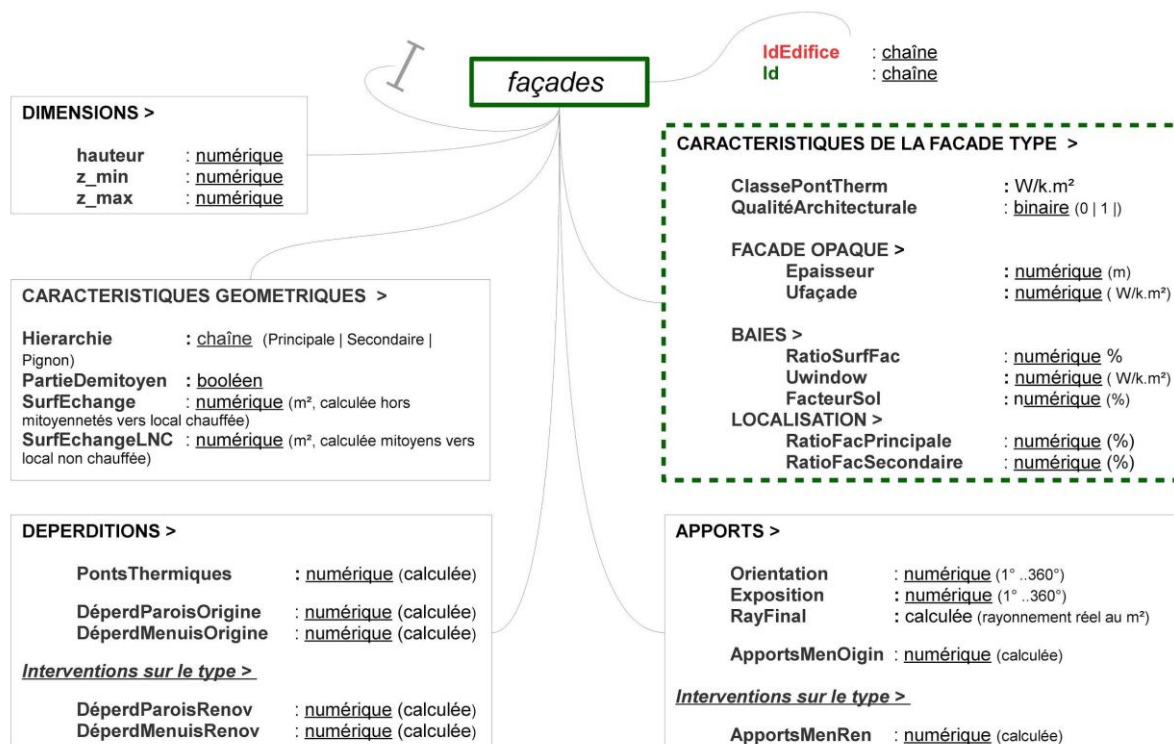 façades
IdEdifice : chaîne
Id : chaîne
DIMENSIONS >
hauteur : numérique
z_min : numérique
z_max : numérique
CARACTERISTIQUES GEOMETRIQUES >
Hierarchie : chaîne (Principale | Secondaire |
Pignon)
PartieDemitoyen : booléen
SurfEchange : numérique (m², calculée hors
mitoyennetés vers local chauffée)
SurfEchangeLNC : numérique (m², calculée mitoyens vers
local non chauffée)
CARACTERISTIQUES DE LA FACADE TYPE >
ClassePontTherm : W/k.m²
QualitéArchitecturale : binaire (0 | 1 |)
FACADE OPAQUE >
Epaisseur : numérique (m)
Ufaçade : numérique ( W/k.m²)
BAIES >
RatioSurfFac : numérique %
Uwindow : numérique ( W/k.m²)
FacteurSol : numérique (%)
LOCALISATION >
RatioFacPrincipale : numérique (%)
RatioFacSecondaire : numérique (%)
DEPERDITIONS >
PontsThermiques : numérique (calculée)
DéperdParoisOrigine : numérique (calculée)
DéperdMenuisOrigine : numérique (calculée)
Interventions sur le type >
DéperdParoisRenov : numérique (calculée)
DéperdMenuisRenov : numérique (calculée)
APPORTS >
Orientation : numérique (1° ..360°)
Exposition : numérique (1° ..360°)
RayFinal : calculée (rayonnement réel au m²)
ApportsMenOigin : numérique (calculée)
Interventions sur le type >
ApportsMenRen : numérique (calculée)